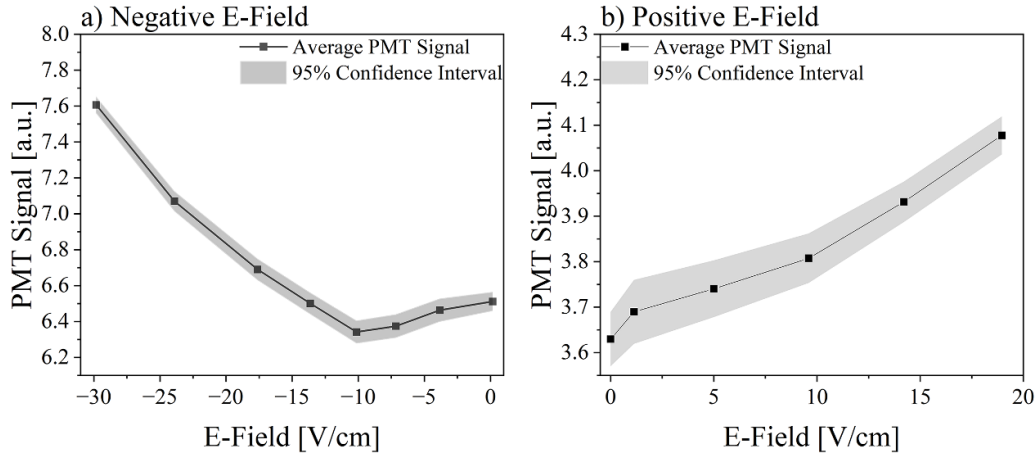 a) Negative E-Field
Average PMT Signal
95% Confidence Interval
PMT Signal [a.u.]
8.0
7.6
7.4
7.2
7.0
6.8
6.6
6.4
6.2
−30
−25
−20
−15
−10
−5
0
E-Field [V/cm]
b) Positive E-Field
Average PMT Signal
95% Confidence Interval
PMT Signal [a.u.]
4.3
4.2
4.1
4.0
3.9
3.8
3.7
3.6
0
5
10
15
20
E-Field [V/cm]